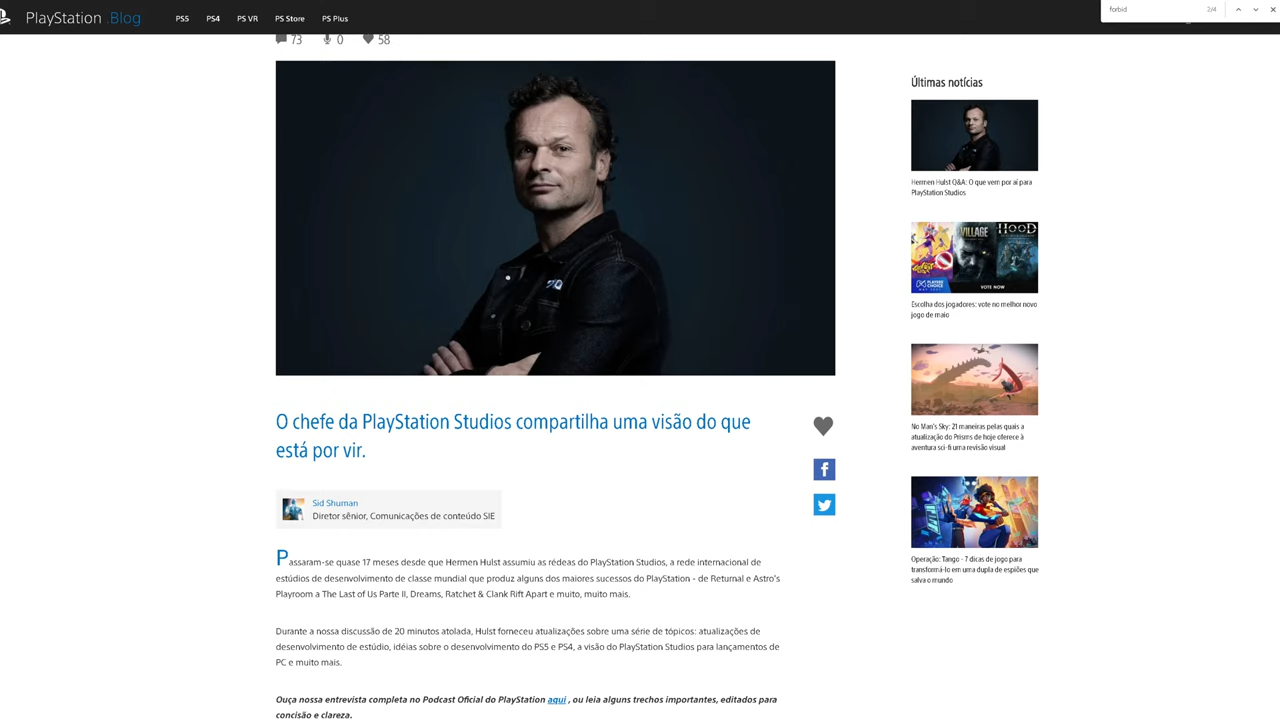 PlayStation.Blog
PS5 PS4 PS VR PS Store PS Plus
forbid 2/4
73 0 58
O chefe da PlayStation Studios compartilha uma visão do que
está por vir.
Sid Shuman
Diretor sênior, Comunicações de conteúdo SIE
Passaram-se quase 17 meses desde que Hermen Hulst assumiu as rédeas do PlayStation Studios, a rede internacional de
estúdios de desenvolvimento de classe mundial que produz alguns dos maiores sucessos do PlayStation - de Returnal e Astro's
Playroom a The Last of Us Parte II, Dreams, Ratchet & Clank Rift Apart e muito, muito mais.
Durante a nossa discussão de 20 minutos atolada, Hulst forneceu atualizações sobre uma série de tópicos: atualizações de
desenvolvimento de estúdio, idéias sobre o desenvolvimento do PS5 e PS4, a visão do PlayStation Studios para lançamentos de
PC e muito mais.
Ouça nossa entrevista completa no Podcast Oficial do PlayStation aqui , ou leia alguns trechos importantes, editados para
concisão e clareza.
Últimas notícias
Hermen Hulst Q&A: O que vem por aí para
PlayStation Studios
VILLAGE
HOOD
PLAYERS
CHOICE
VOTE NOW
Escolha dos jogadores: vote no melhor novo
jogo de maio
No Man's Sky: 21 maneiras pelas quais a
atualização do Prisms de hoje oferece à
aventura sci-fi uma revisão visual
Operação: Tango - 7 dicas de jogo para
transformá-lo em uma dupla de espiões que
salva o mundo